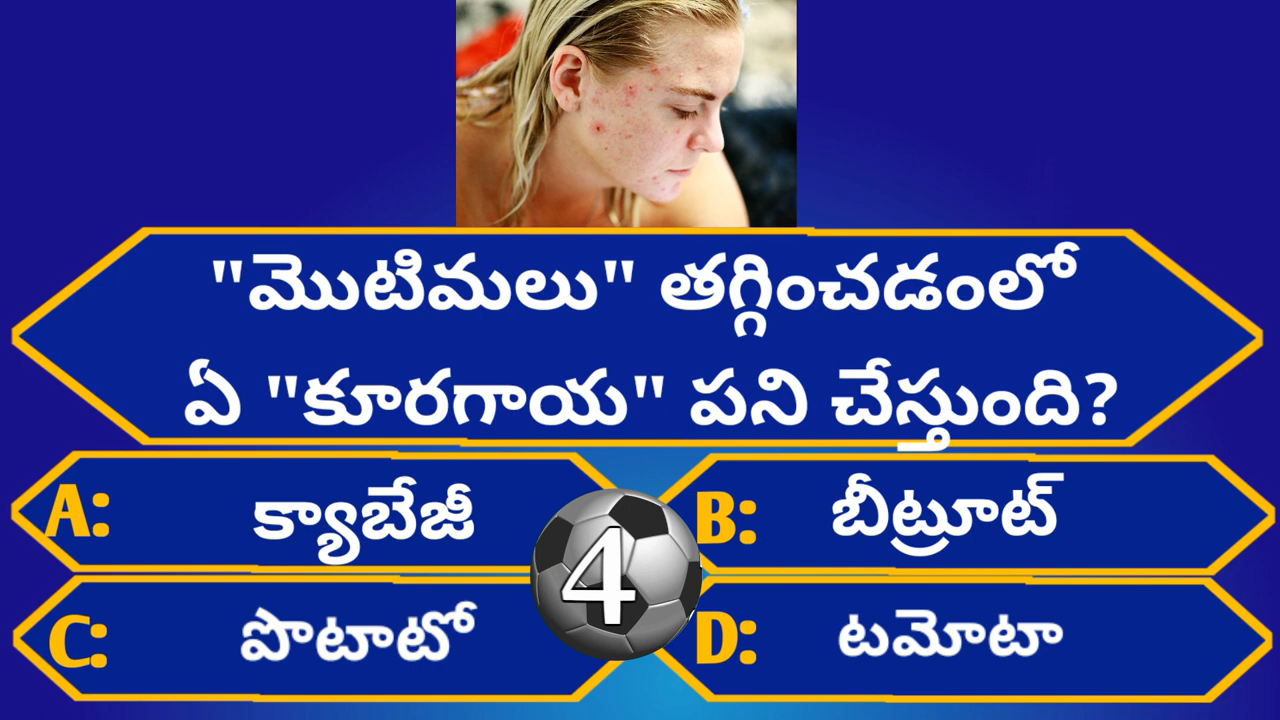 "మొటిమలు" తగ్గించడంలో
ఏ "కూరగాయ" పని చేస్తుంది?
A: క్యాబేజీ
B: బీట్రూట్
4
C: పొటాటో
D: టమోటా